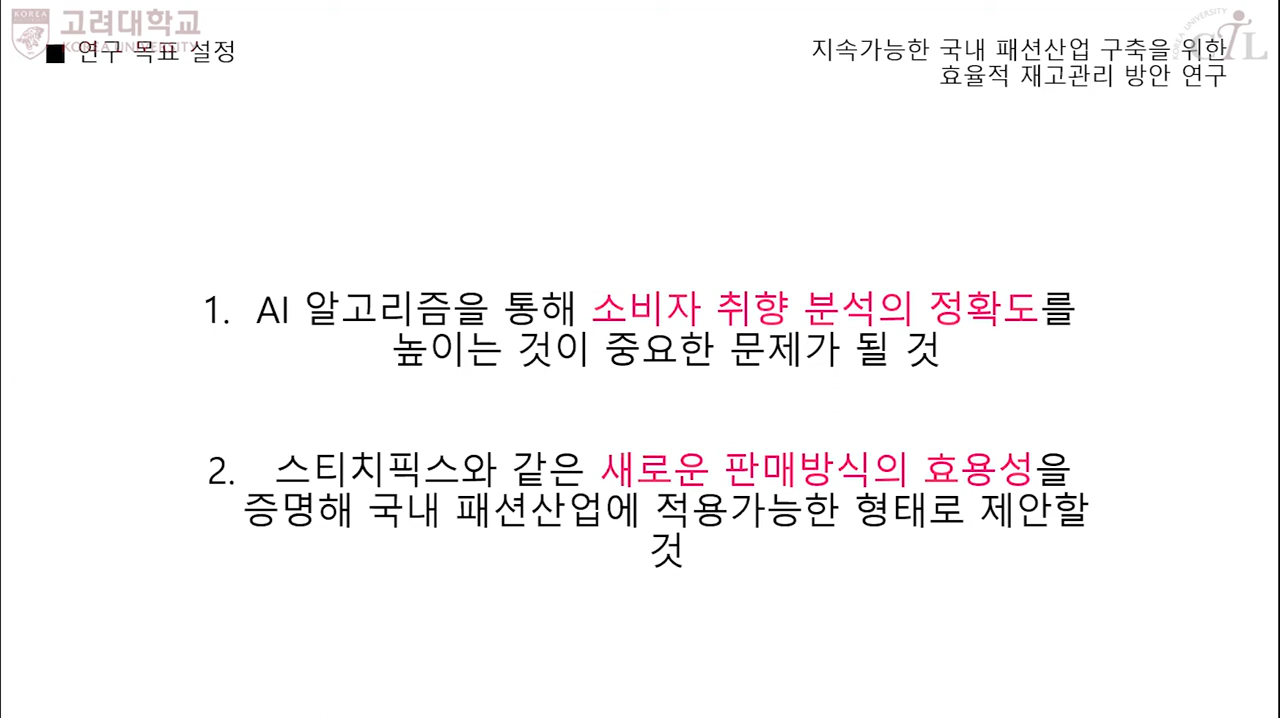 KOREA
고려대학교
KOREA UNIVERSITY
■ 연구 목표 설정
지속가능한 국내 패션산업 구축을 위한
효율적 재고관리 방안 연구
KOREA UNIVERSITY
CTL
1. AI 알고리즘을 통해 소비자 취향 분석의 정확도를
높이는 것이 중요한 문제가 될 것
2. 스티치픽스와 같은 새로운 판매방식의 효용성을
증명해 국내 패션산업에 적용가능한 형태로 제안할
것